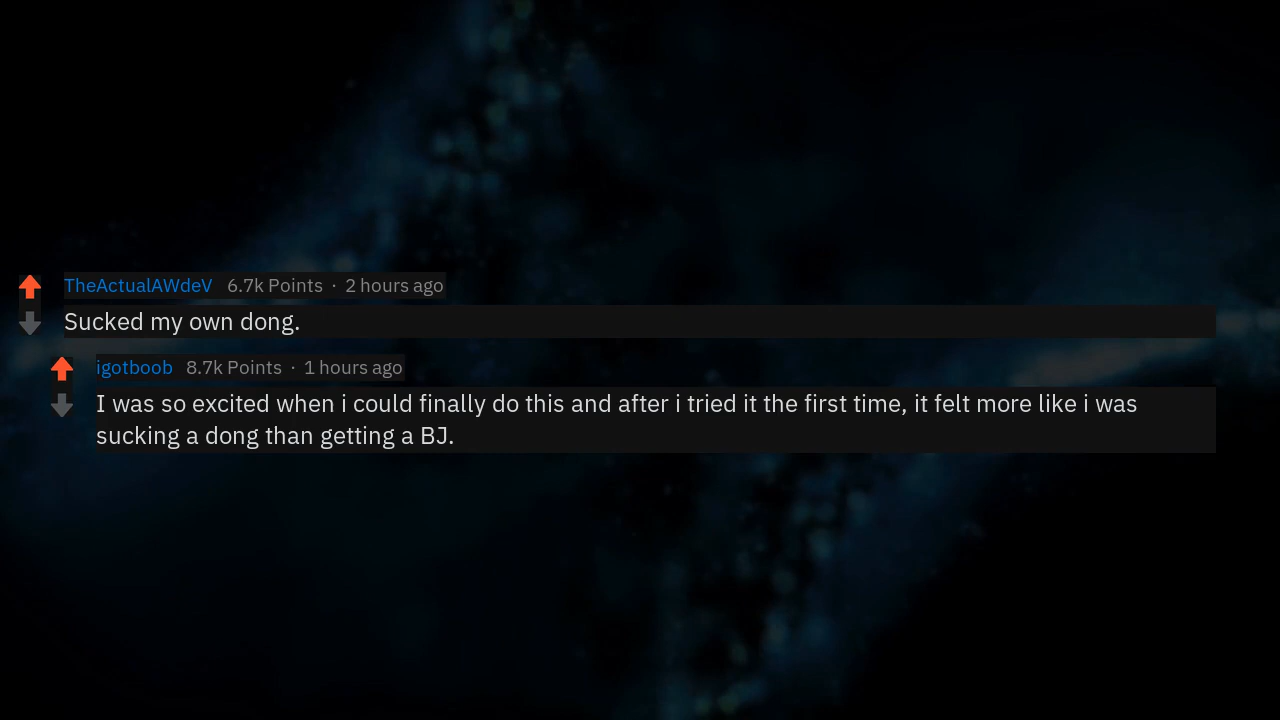 TheActualAWdeV 6.7k Points · 2 hours ago
Sucked my own dong.
igotboob 8.7k Points · 1 hours ago
I was so excited when i could finally do this and after i tried it the first time, it felt more like i was
sucking a dong than getting a BJ.